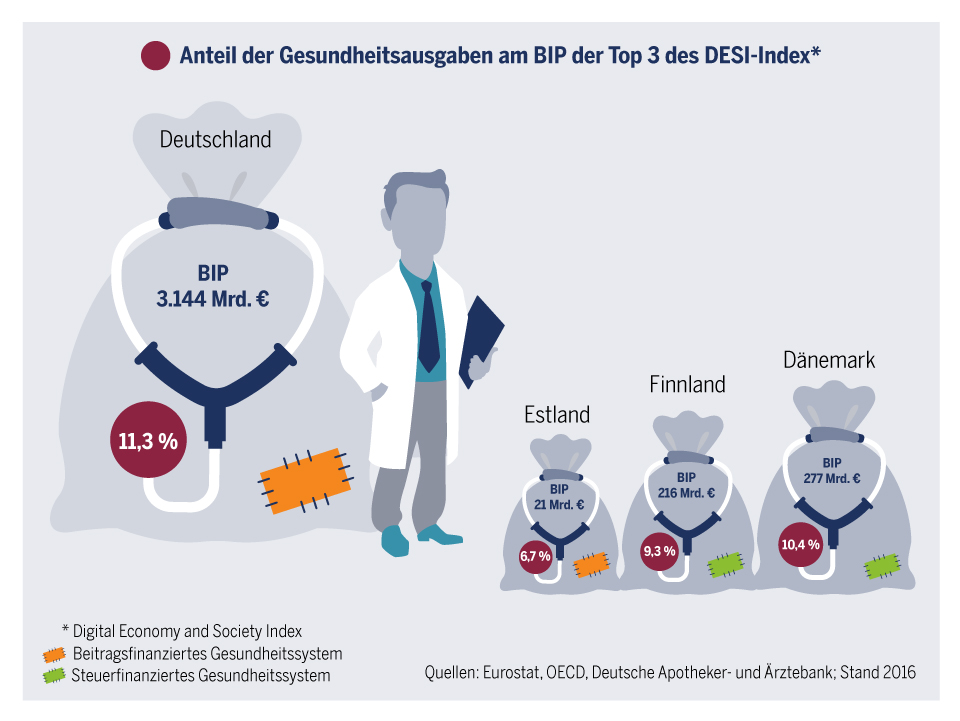 Anteil der Gesundheitsausgaben am BIP der Top 3 des DESI-Index*
Deutschland
BIP
3.144 Mrd. €
11,3 %
Estland
BIP
21 Mrd. €
6,7 %
Finnland
BIP
216 Mrd. €
9,3 %
Dänemark
BIP
277 Mrd. €
10,4 %
* Digital Economy and Society Index
Beitragsfinanziertes Gesundheitssystem
Steuerfinanziertes Gesundheitssystem
Quellen: Eurostat, OECD, Deutsche Apotheker- und Ärztebank; Stand 2016